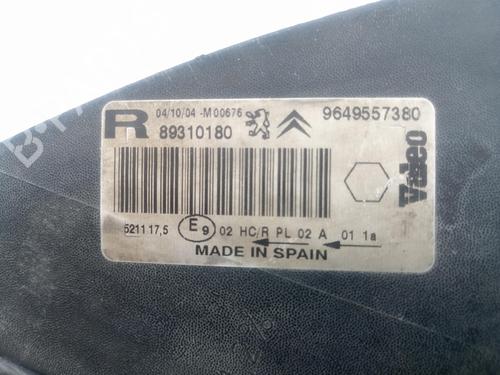 04/10/04 -M00676
R 89310180 9649557380
Valeo
5211 17,5 E9 02 HC/R PL 02 A 01 1a
MADE IN SPAIN